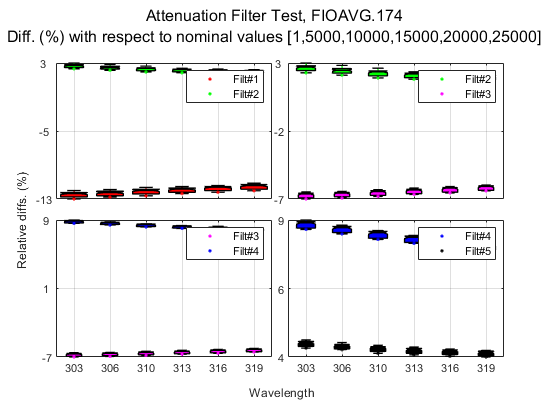 Attenuation Filter Test, FIOAVG.174
Diff. (%) with respect to nominal values [1,5000,10000,15000,20000,25000]
3
-5
-13
Filt#1
Filt#2
3
-2
-7
Filt#2
Filt#3
Relative diffs. (%)
9
1
-7
Filt#3
Filt#4
303 306 310 313 316 319
9
6
4
Filt#4
Filt#5
303 306 310 313 316 319
Wavelength